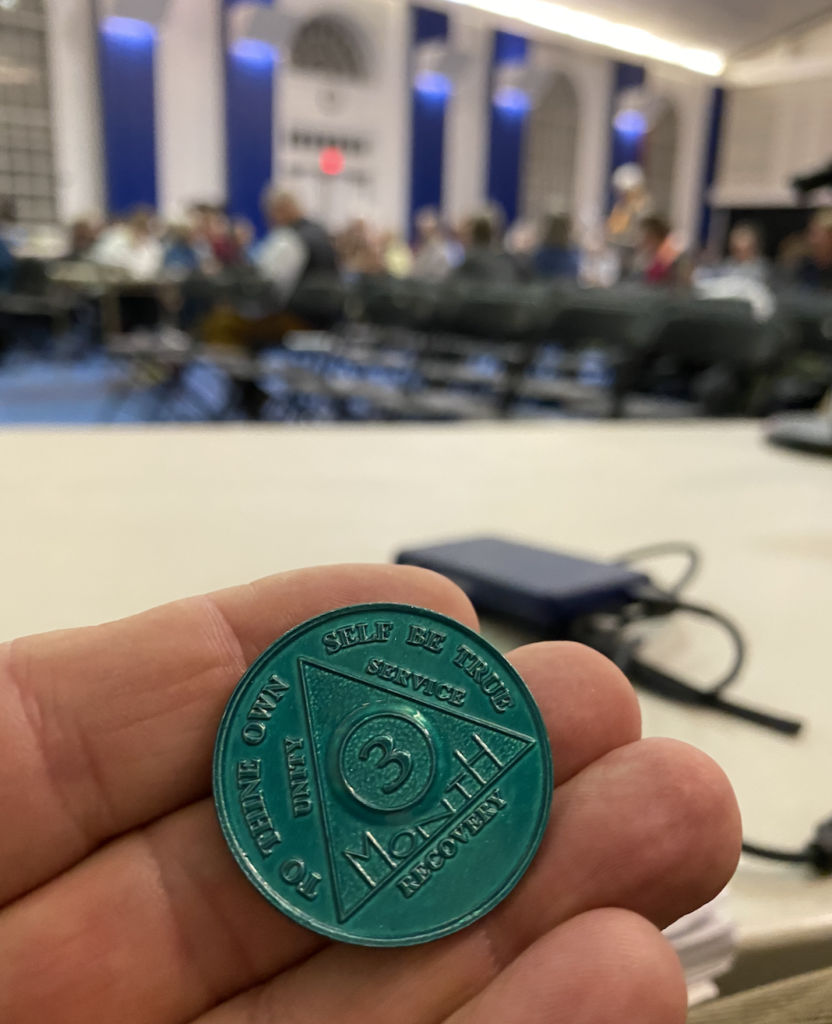 TO THINE OWN SELF BE TRUE
UNITY
SERVICE
RECOVERY
3
MONTH